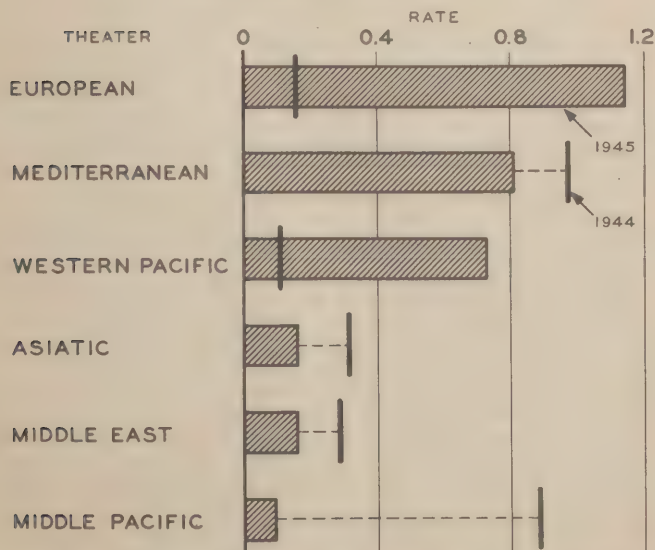 RATE
THEATER
0 0.4 0.8 1.2
EUROPEAN
1945
MEDITERRANEAN
1944
WESTERN PACIFIC
ASIATIC
MIDDLE EAST
MIDDLE PACIFIC